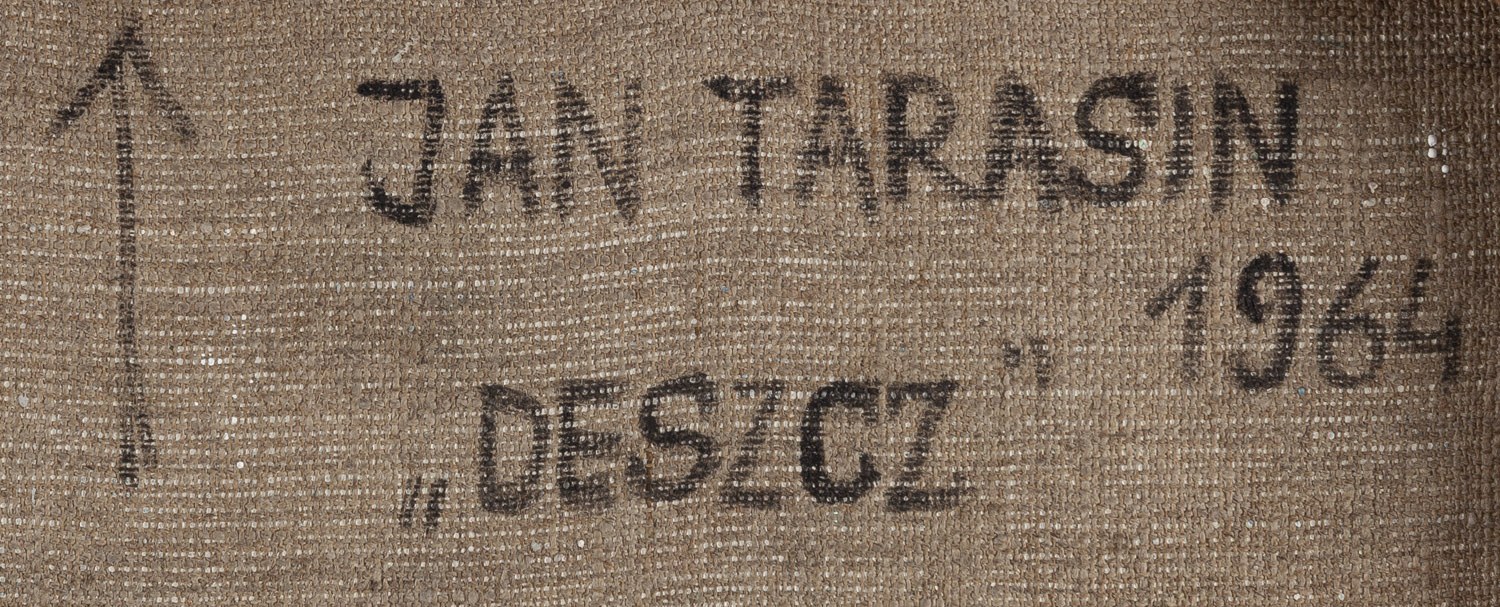 JAN TARASIN
1964
„DESZCZ”